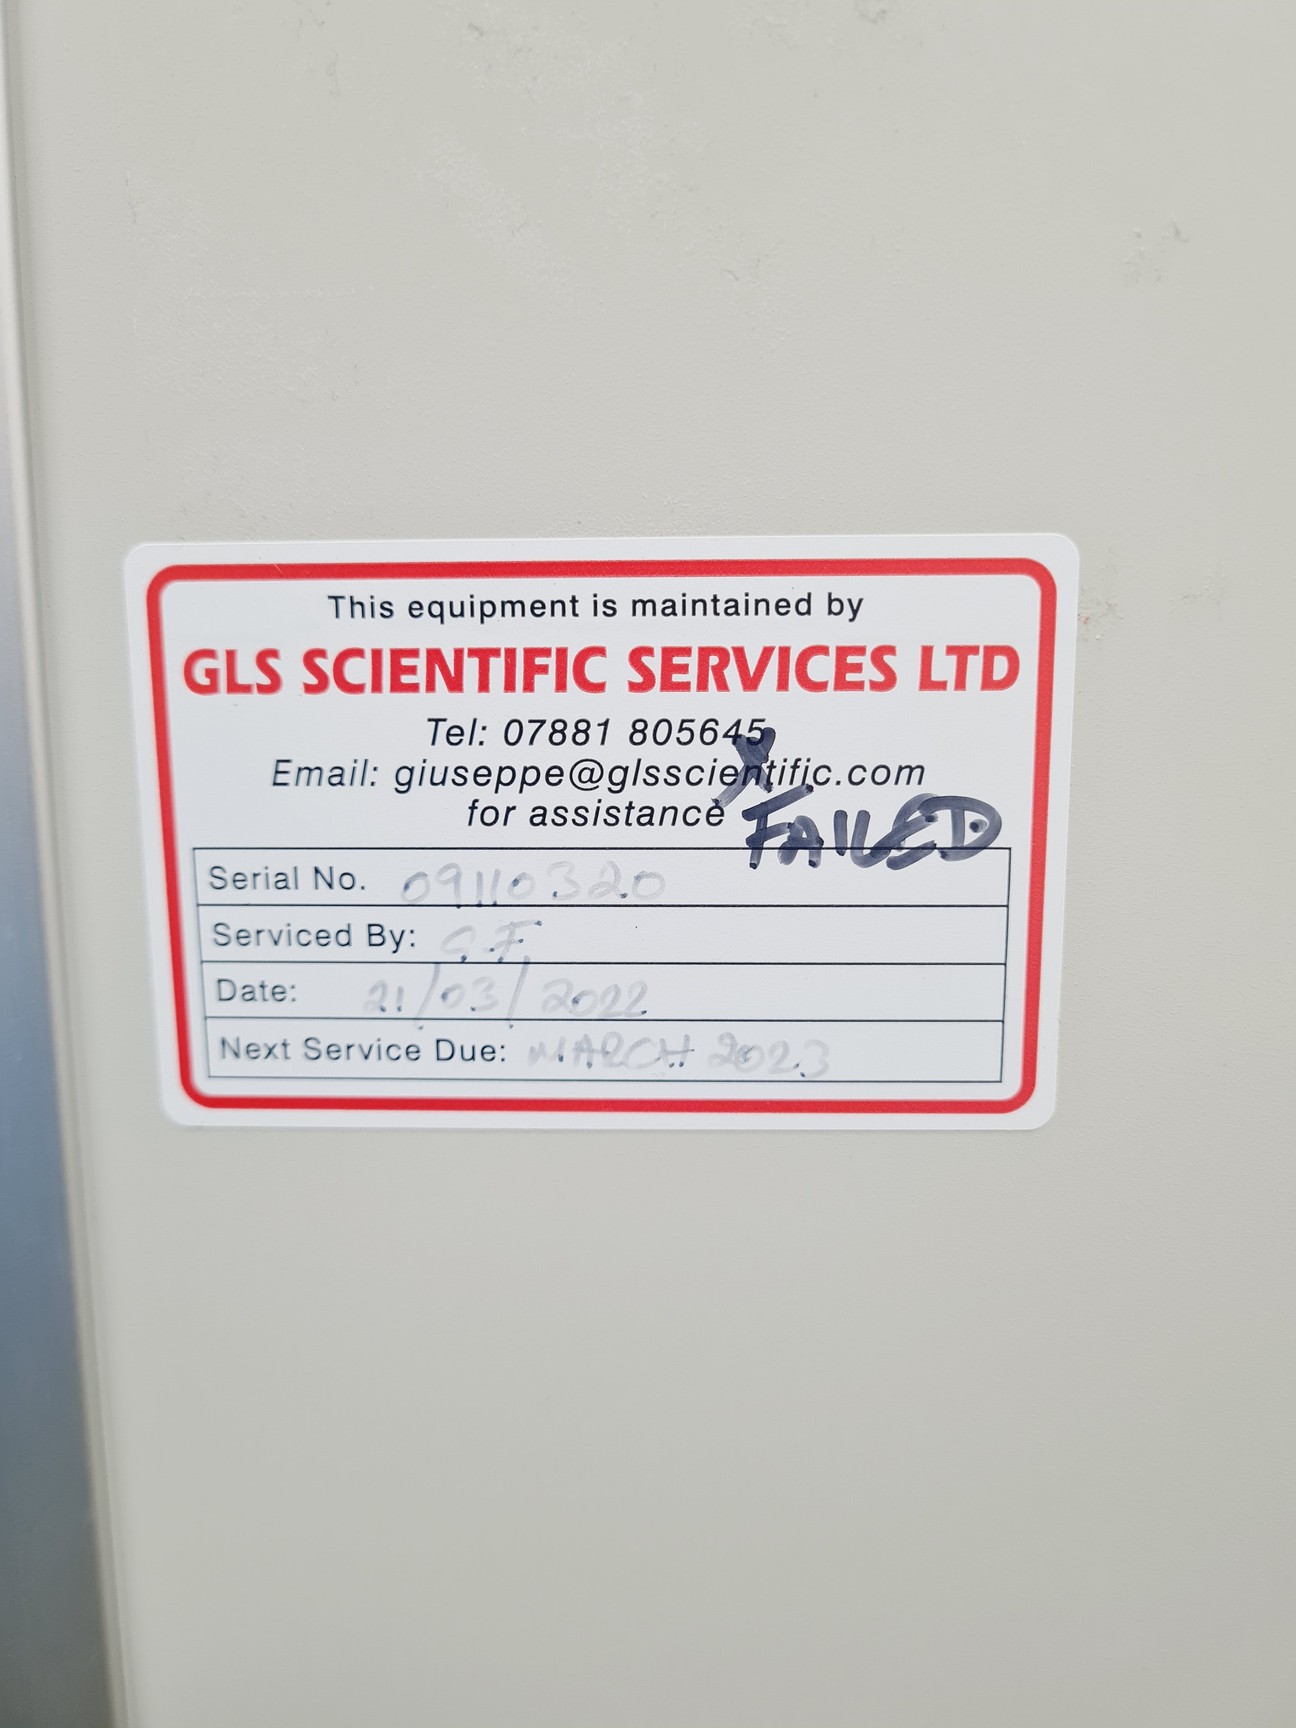 This equipment is maintained by
GLS SCIENTIFIC SERVICES LTD
Tel: 07881 805645
Email: giuseppe@glsscientific.com
for assistance
X FAILED
Serial No. 09110320
Serviced By: G.F
Date: 21/03/2022
Next Service Due: MARCH 2023